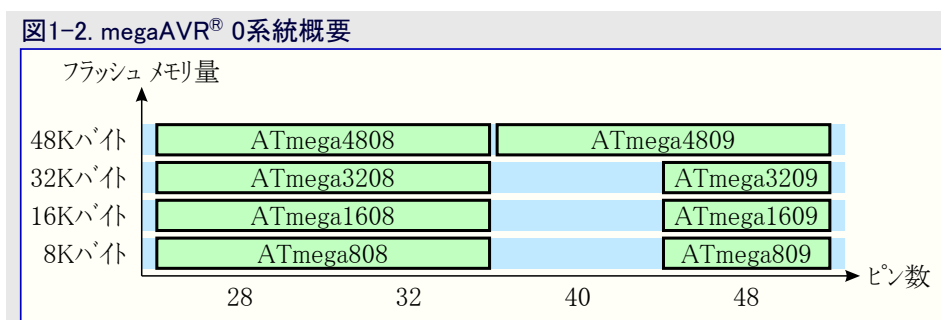 図1-2. megaAVR® 0系統概要
フラッシュ メモリ量
48Kバイト ATmega4808 ATmega4809
32Kバイト ATmega3208 ATmega3209
16Kバイト ATmega1608 ATmega1609
8Kバイト ATmega808 ATmega809
ピン数
28 32 40 48